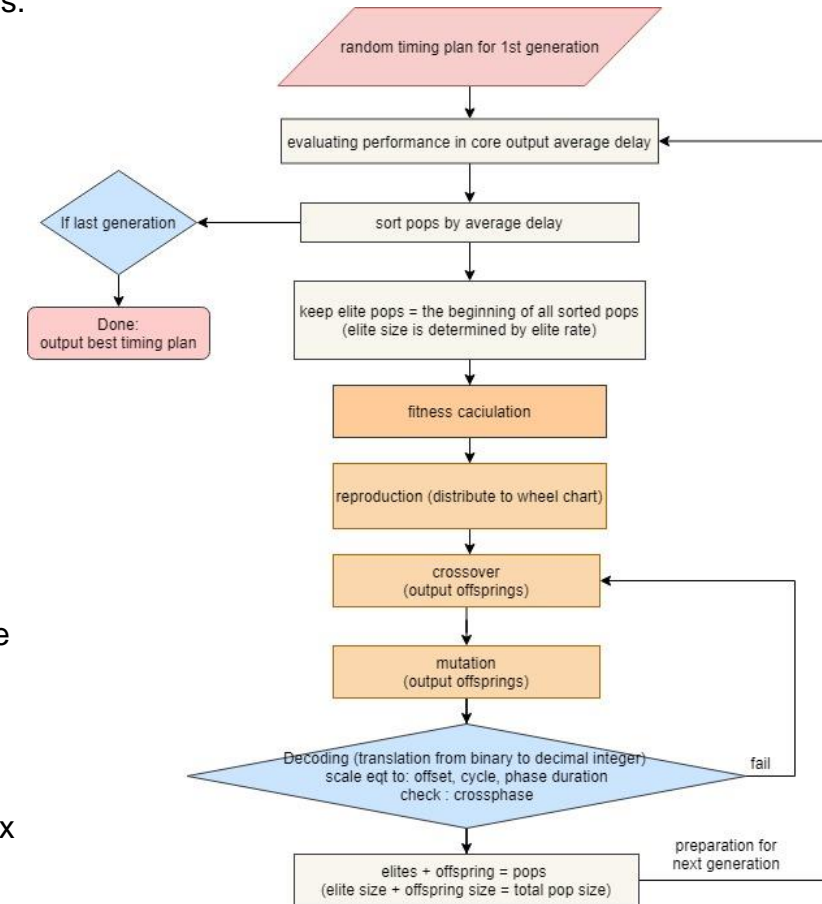 s.
random timing plan for 1st generation
evaluating performance in core output average delay
If last generation
sort pops by average delay
keep elite pops = the beginning of all sorted pops
(elite size is determined by elite rate)
Done:
output best timing plan
fitness caciulation
reproduction (distribute to wheel chart)
crossover
(output offsprings)
e
mutation
(output offsprings)
Decoding (translation from binary to decimal integer)
scale eqt to: offset, cycle, phase duration
check : crossphase
fail
x
preparation for
next generation
elites + offspring = pops
(elite size + offspring size = total pop size)